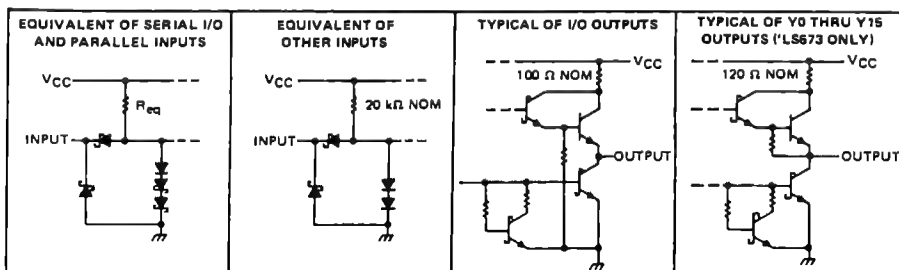 EQUIVALENT OF SERIAL I/O
AND PARALLEL INPUTS
VCC
Req
INPUT
EQUIVALENT OF
OTHER INPUTS
VCC
20 kΩ NOM
INPUT
TYPICAL OF I/O OUTPUTS
VCC
100 Ω NOM
OUTPUT
TYPICAL OF Y0 THRU Y15
OUTPUTS ('LS673 ONLY)
VCC
120 Ω NOM
OUTPUT